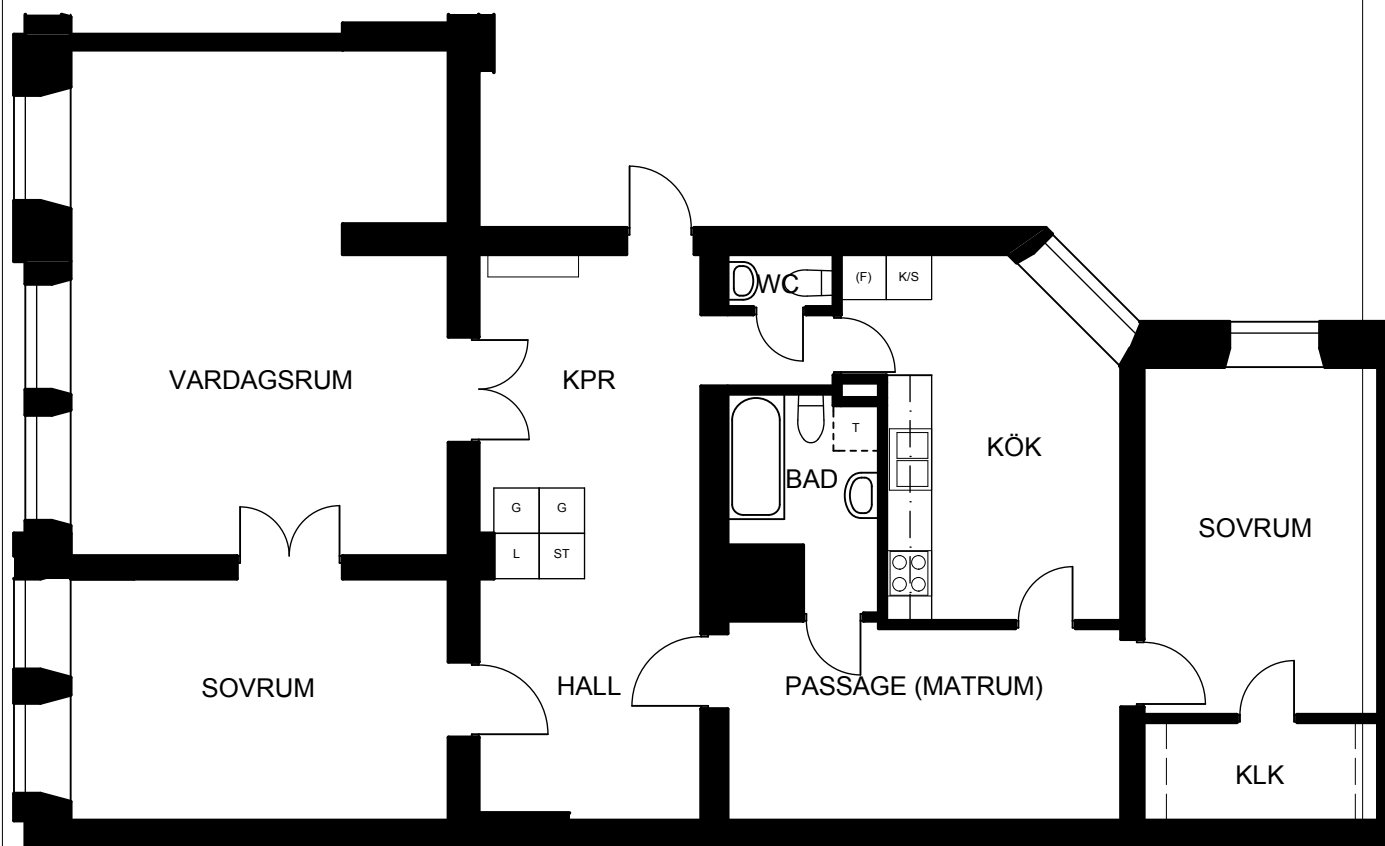 WC
(F)
K/S
VARDAGSRUM
KPR
T
KÖK
BAD
G
G
SOVRUM
L
ST
SOVRUM
HALL
PASSAGE (MATRUM)
KLK